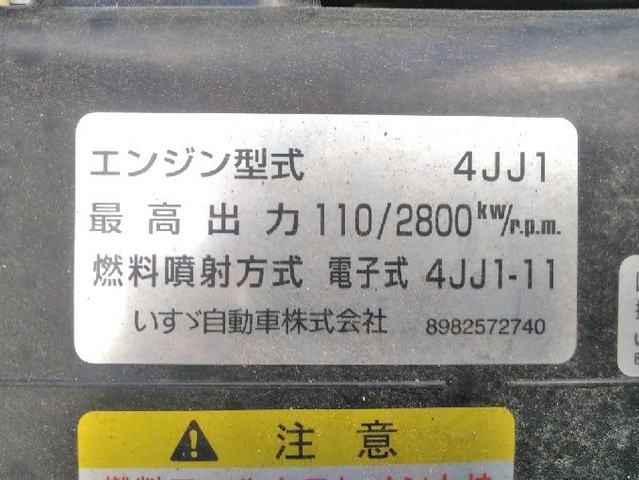 エンジン型式 4JJ1
最高出力 110/2800 kw/r.p.m.
燃料噴射方式 電子式 4JJ1-11
いすゞ自動車株式会社 8982572740
注意